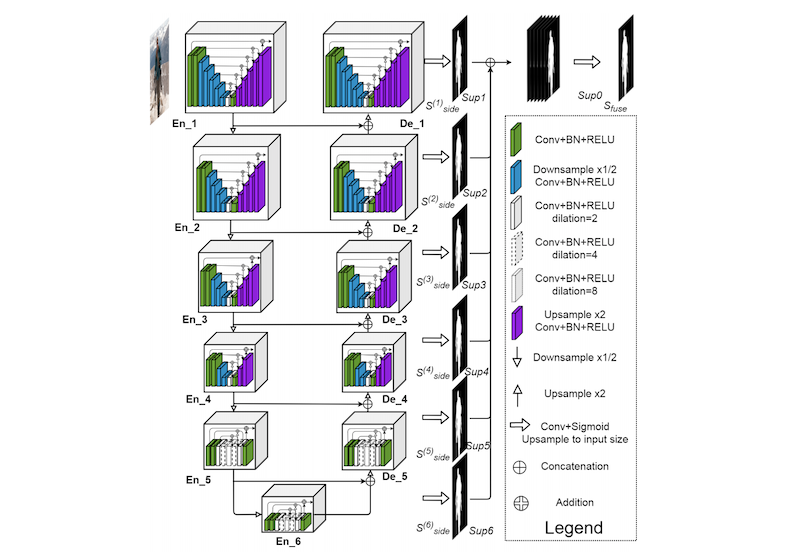 En_1
De_1
S(1)side
Sup1
Sup0
Sfuse
En_2
De_2
S(2)side
Sup2
En_3
De_3
S(3)side
Sup3
En_4
De_4
S(4)side
Sup4
En_5
De_5
S(5)side
Sup5
En_6
S(6)side
Sup6
Conv+BN+RELU
Downsample x1/2
Conv+BN+RELU
Conv+BN+RELU
dilation=2
Conv+BN+RELU
dilation=4
Conv+BN+RELU
dilation=8
Upsample x2
Conv+BN+RELU
Downsample x1/2
Upsample x2
Conv+Sigmoid
Upsample to input size
Concatenation
Addition
Legend